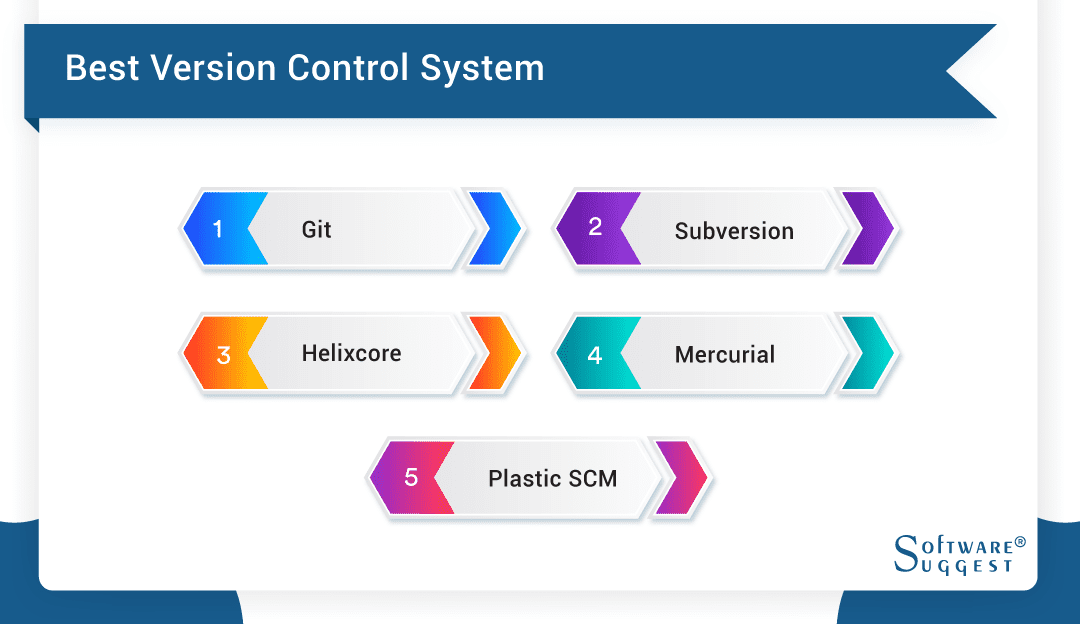 Best Version Control System
1 Git
2 Subversion
3 Helixcore
4 Mercurial
5 Plastic SCM
SOFTWARE®
SUGGEST